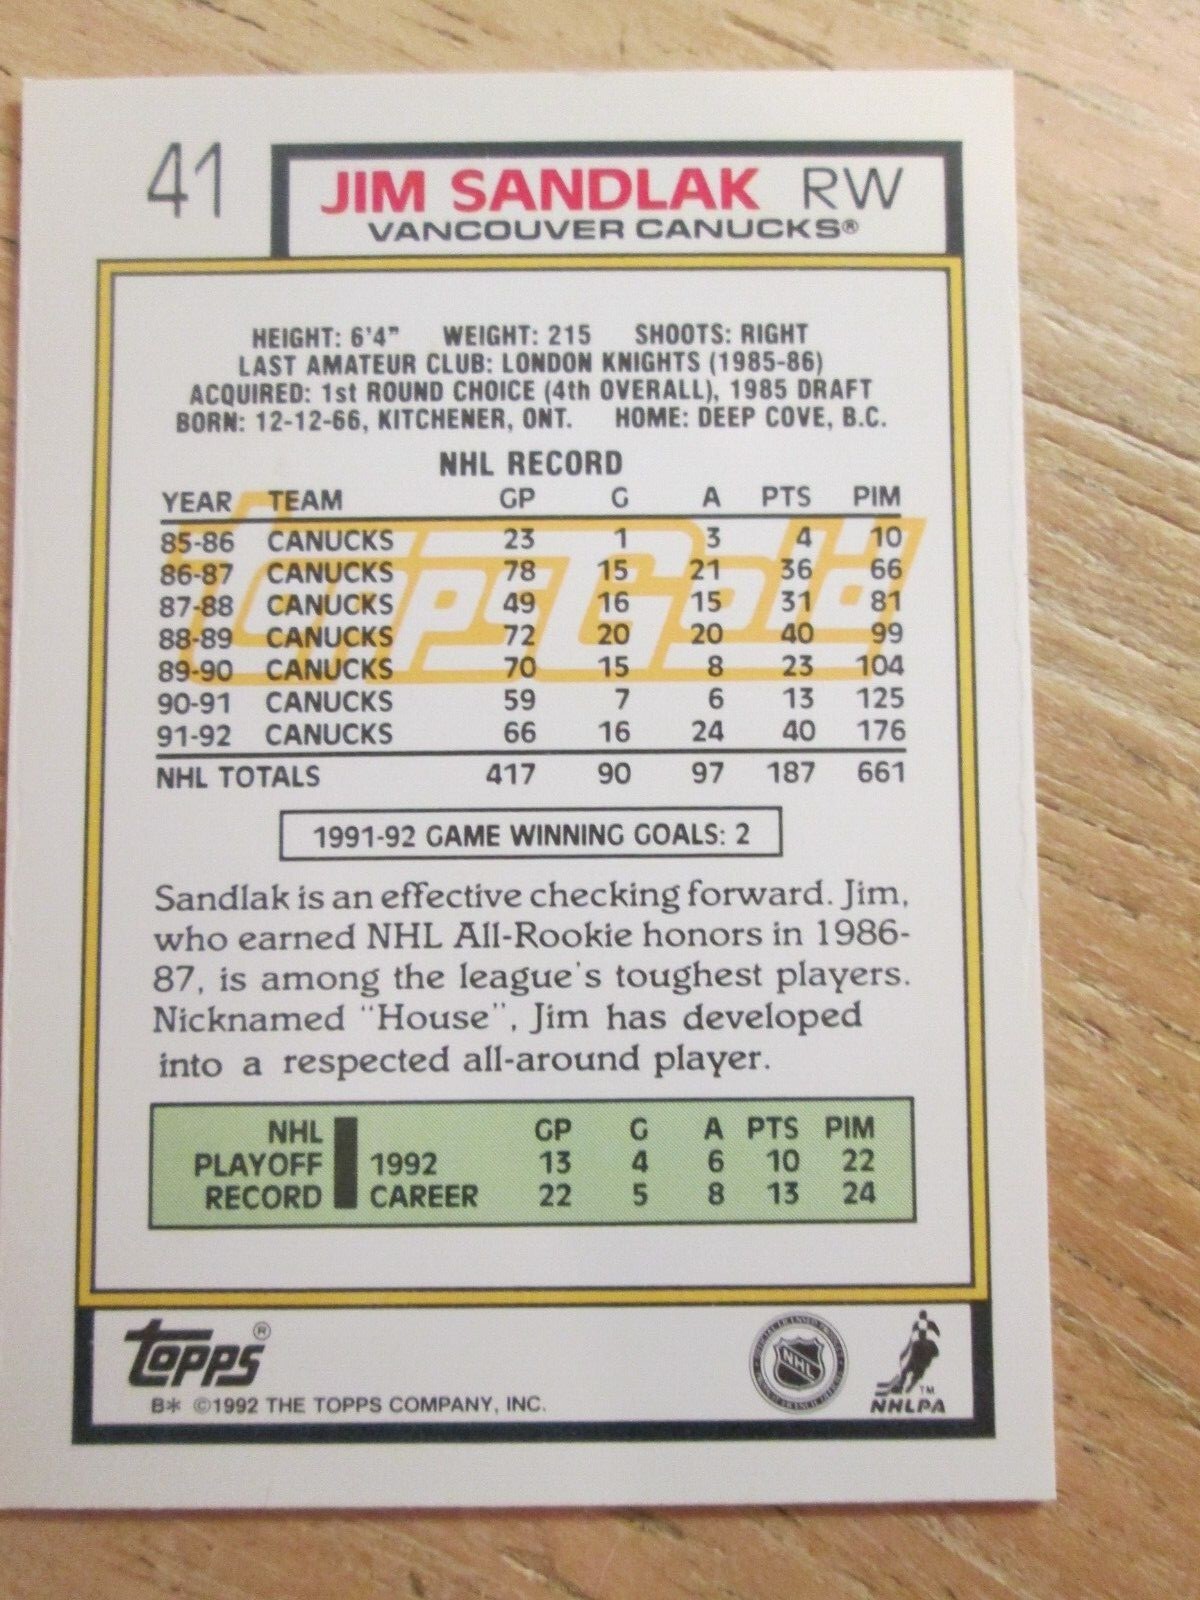 41
JIM SANDLAK RW
VANCOUVER CANUCKS®
HEIGHT: 6'4" WEIGHT: 215 SHOOTS: RIGHT
LAST AMATEUR CLUB: LONDON KNIGHTS (1985-86)
ACQUIRED: 1st ROUND CHOICE (4th OVERALL), 1985 DRAFT
BORN: 12-12-66, KITCHENER, ONT. HOME: DEEP COVE, B.C.
NHL RECORD
YEAR TEAM GP G A PTS PIM
85-86 CANUCKS 23 1 3 4 10
86-87 CANUCKS 78 15 21 36 66
87-88 CANUCKS 49 16 15 31 81
88-89 CANUCKS 72 20 20 40 99
89-90 CANUCKS 70 15 8 23 104
90-91 CANUCKS 59 7 6 13 125
91-92 CANUCKS 66 16 24 40 176
ToppsGold
NHL TOTALS 417 90 97 187 661
1991-92 GAME WINNING GOALS: 2
Sandlak is an effective checking forward. Jim,
who earned NHL All-Rookie honors in 1986-
87, is among the league's toughest players.
Nicknamed "House", Jim has developed
into a respected all-around player.
NHL GP G A PTS PIM
PLAYOFF 1992 13 4 6 10 22
RECORD CAREER 22 5 8 13 24
TOPPS®
B* ©1992 THE TOPPS COMPANY, INC.
NHL
TM
NHLPA